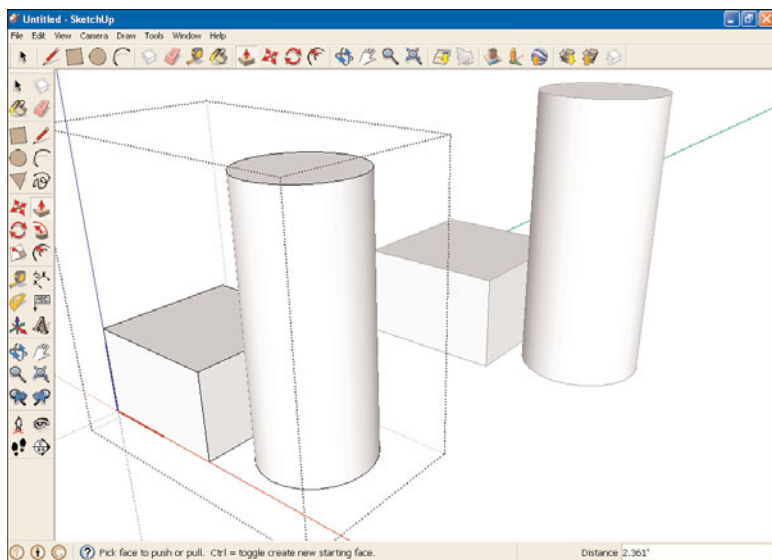 Untitled - SketchUp
File Edit View Camera Draw Tools Window Help
Pick face to push or pull. Ctrl = toggle create new starting face. Distance 2.361'